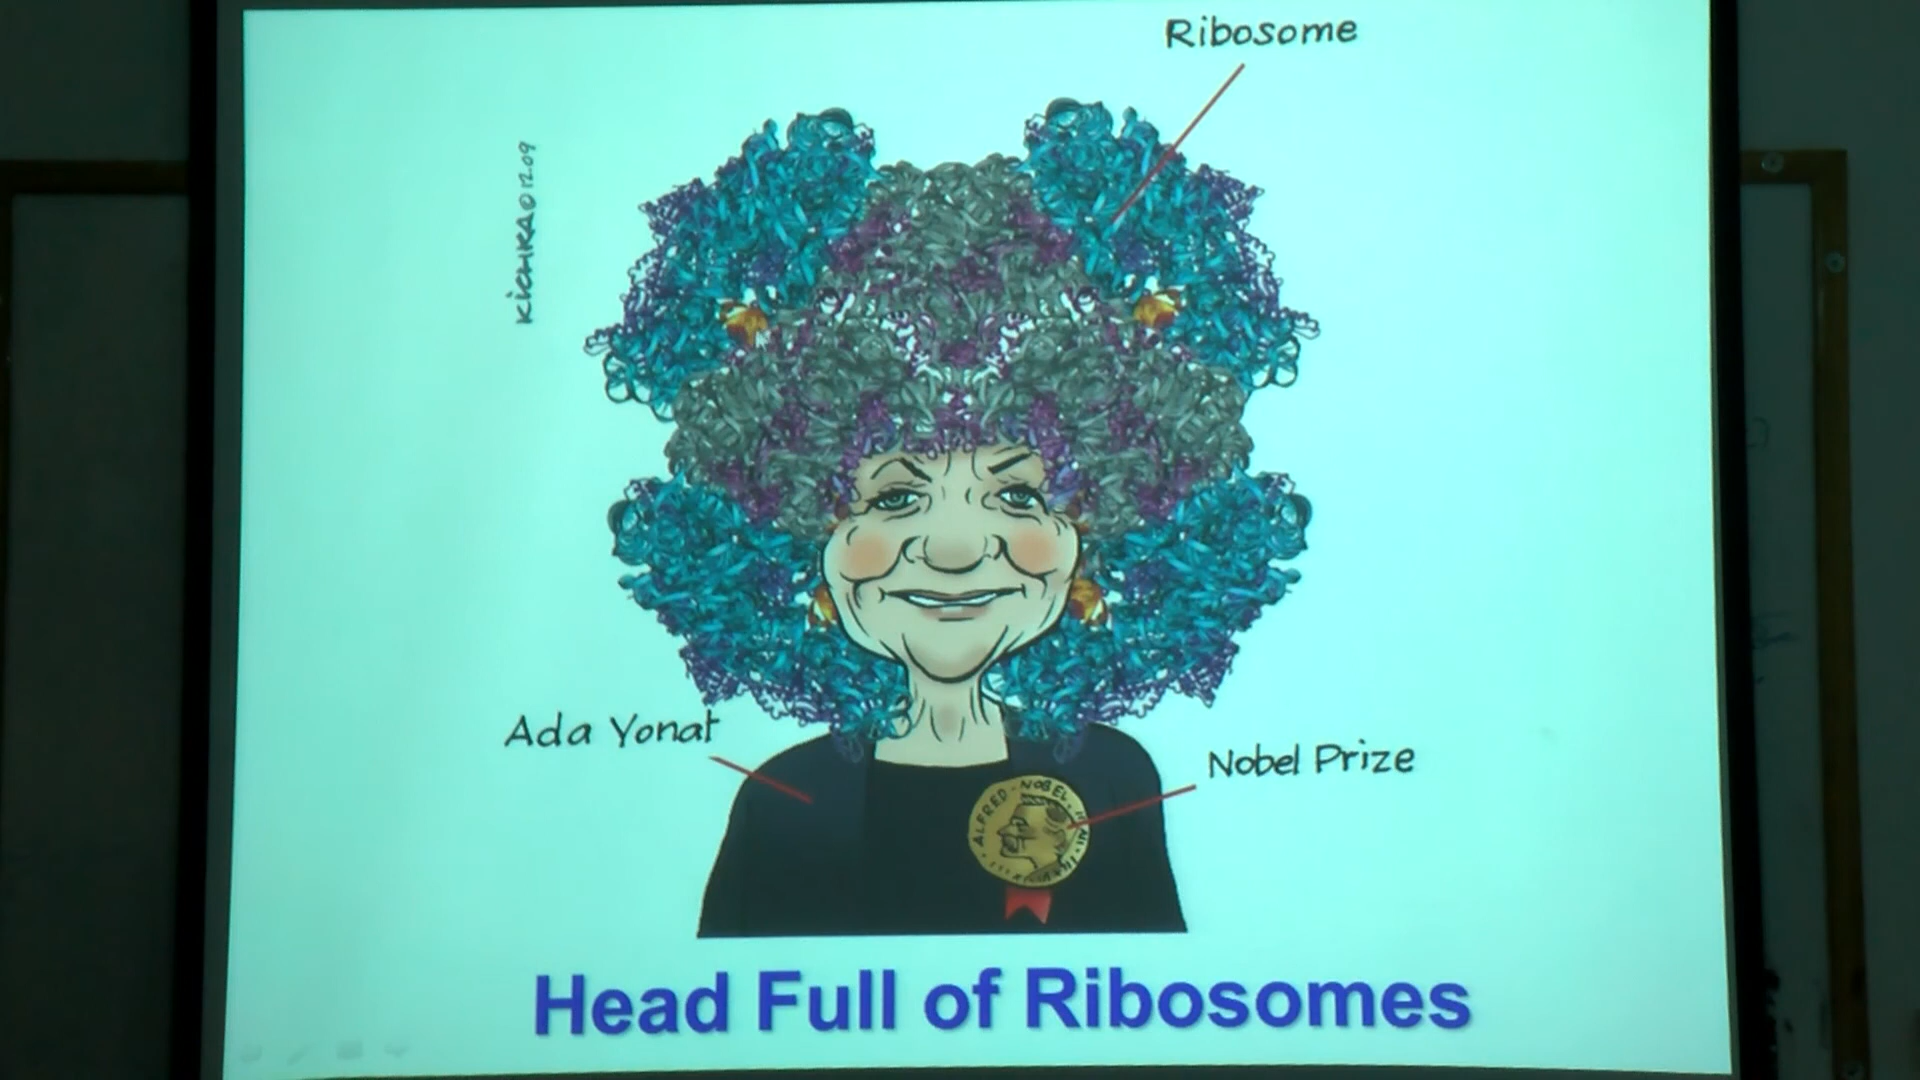 Ribosome
KICHKA 12.09
Ada Yonat
Nobel Prize
ALFRED · NOBEL
Head Full of Ribosomes